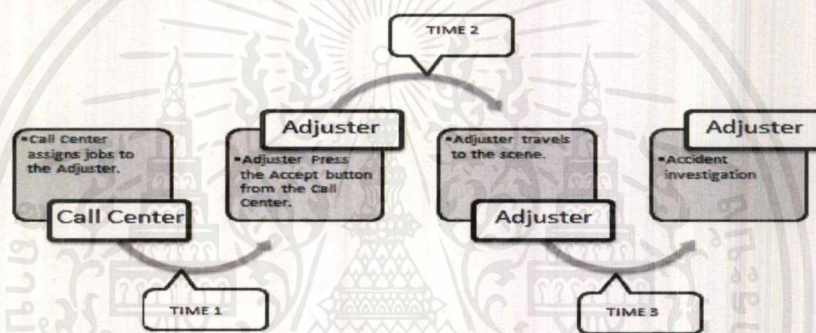 TIME 2
▪Call Center
assigns jobs to
the Adjuster.
Call Center
TIME 1
Adjuster
▪Adjuster Press
the Accept button
from the Call
Center.
▪Adjuster travels
to the scene.
Adjuster
TIME 3
Adjuster
▪Accident
investigation